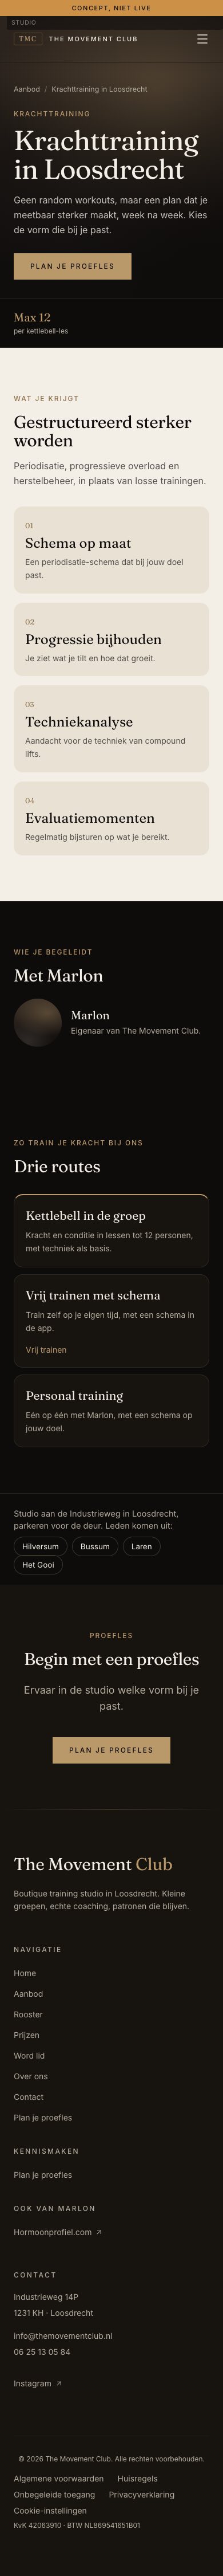 CONCEPT, NIET LIVE
STUDIO
TMC THE MOVEMENT CLUB
Aanbod / Krachttraining in Loosdrecht
KRACHTTRAINING
Krachttraining
in Loosdrecht
Geen random workouts, maar een plan dat je
meetbaar sterker maakt, week na week. Kies
de vorm die bij je past.
PLAN JE PROEFLES
Max 12
per kettlebell-les
WAT JE KRIJGT
Gestructureerd sterker
worden
Periodisatie, progressieve overload en
herstelbeheer, in plaats van losse trainingen.
01
Schema op maat
Een periodisatie-schema dat bij jouw doel
past.
02
Progressie bijhouden
Je ziet wat je tilt en hoe dat groeit.
03
Techniekanalyse
Aandacht voor de techniek van compound
lifts.
04
Evaluatiemomenten
Regelmatig bijsturen op wat je bereikt.
WIE JE BEGELEIDT
Met Marlon
Marlon
Eigenaar van The Movement Club.
ZO TRAIN JE KRACHT BIJ ONS
Drie routes
Kettlebell in de groep
Kracht en conditie in lessen tot 12 personen,
met techniek als basis.
Vrij trainen met schema
Train zelf op je eigen tijd, met een schema in
de app.
Vrij trainen
Personal training
Eén op één met Marlon, met een schema op
jouw doel.
Studio aan de Industrieweg in Loosdrecht,
parkeren voor de deur. Leden komen uit:
Hilversum Bussum Laren
Het Gooi
PROEFLES
Begin met een proefles
Ervaar in de studio welke vorm bij je
past.
PLAN JE PROEFLES
The Movement Club
Boutique training studio in Loosdrecht. Kleine
groepen, echte coaching, patronen die blijven.
NAVIGATIE
Home
Aanbod
Rooster
Prijzen
Word lid
Over ons
Contact
Plan je proefles
KENNISMAKEN
Plan je proefles
OOK VAN MARLON
Hormoonprofiel.com ↗
CONTACT
Industrieweg 14P
1231 KH · Loosdrecht
info@themovementclub.nl
06 25 13 05 84
Instagram ↗
© 2026 The Movement Club. Alle rechten voorbehouden.
Algemene voorwaarden Huisregels
Onbegeleide toegang Privacyverklaring
Cookie-instellingen
KvK 42063910 · BTW NL869541651B01